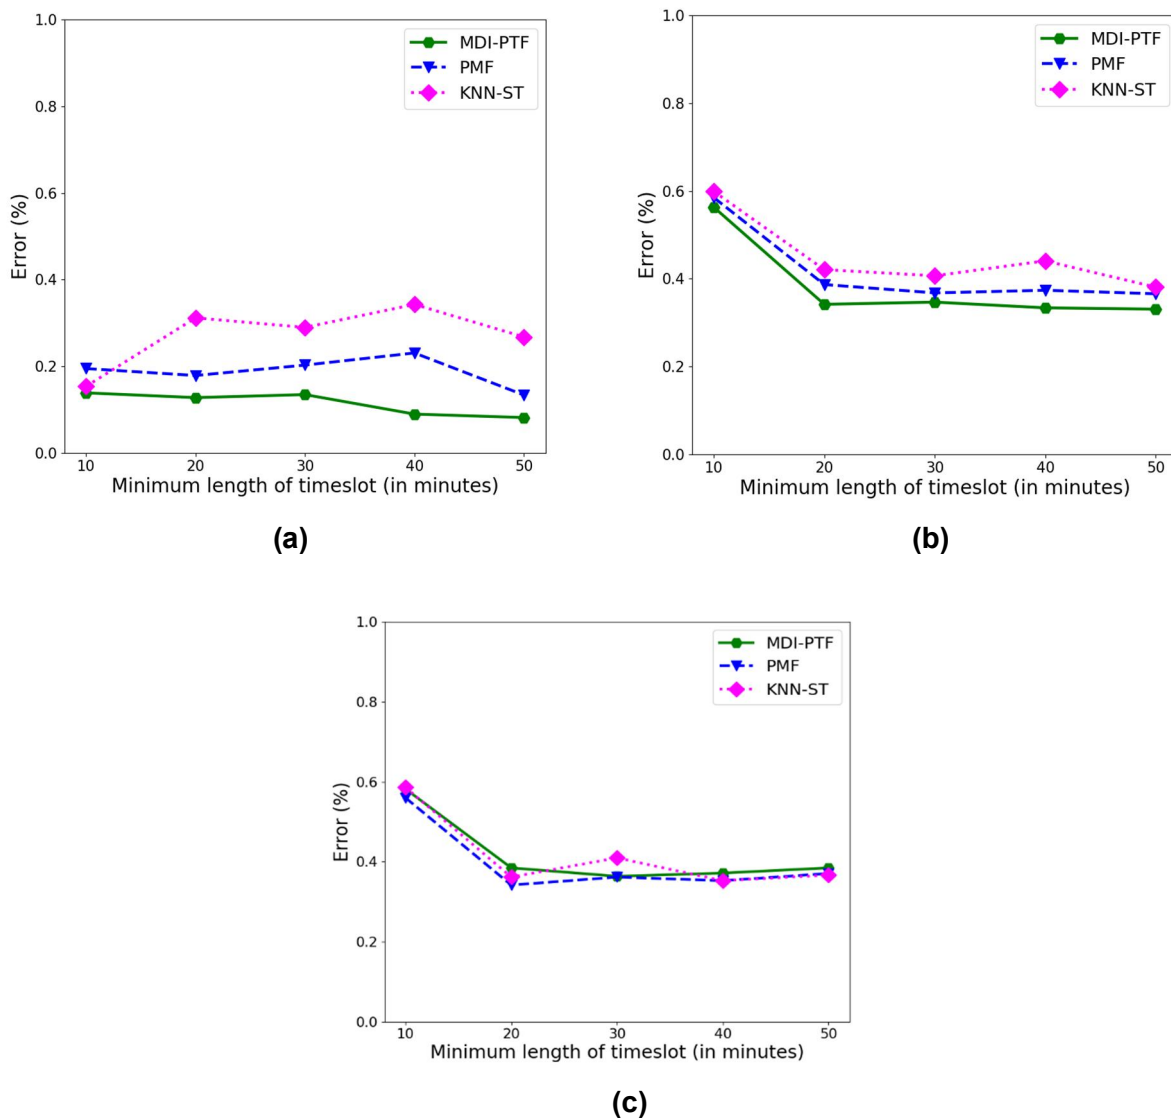 1.0
0.8
0.6
0.4
0.2
0.0
Error (%)
MDI-PTF
PMF
KNN-ST
10 20 30 40 50
Minimum length of timeslot (in minutes)
(a)
1.0
0.8
0.6
0.4
0.2
0.0
Error (%)
MDI-PTF
PMF
KNN-ST
10 20 30 40 50
Minimum length of timeslot (in minutes)
(b)
1.0
0.8
0.6
0.4
0.2
0.0
Error (%)
MDI-PTF
PMF
KNN-ST
10 20 30 40 50
Minimum length of timeslot (in minutes)
(c)